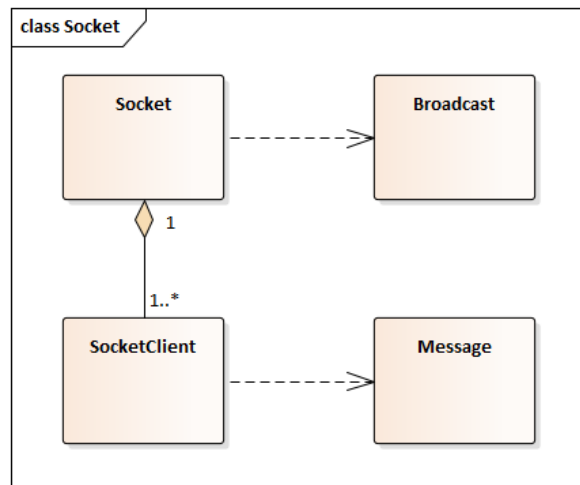 class Socket
Socket
Broadcast
1
1..*
SocketClient
Message